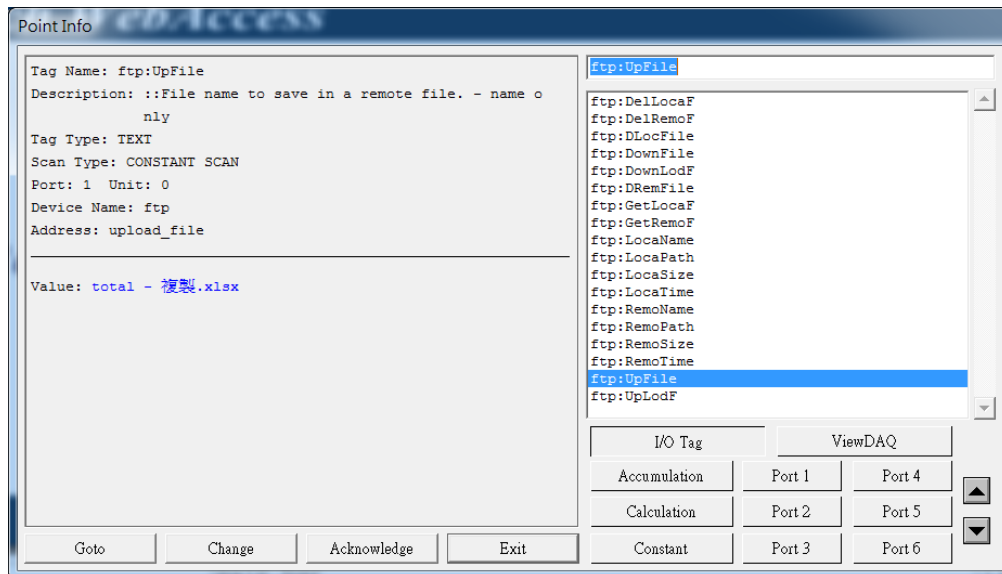 WebAccess
Point Info
Tag Name: ftp:UpFile
Description: ::File name to save in a remote file. - name o
nly
Tag Type: TEXT
Scan Type: CONSTANT SCAN
Port: 1 Unit: 0
Device Name: ftp
Address: upload_file
Value: total - 複製.xlsx
Goto
Change
Acknowledge
Exit
ftp:UpFile
ftp:DelLocaF
ftp:DelRemoF
ftp:DLocFile
ftp:DownFile
ftp:DownLodF
ftp:DRemFile
ftp:GetLocaF
ftp:GetRemoF
ftp:LocaName
ftp:LocaPath
ftp:LocaSize
ftp:LocaTime
ftp:RemoName
ftp:RemoPath
ftp:RemoSize
ftp:RemoTime
ftp:UpFile
ftp:UpLodF
I/O Tag
ViewDAQ
Accumulation
Port 1
Port 4
Calculation
Port 2
Port 5
Constant
Port 3
Port 6